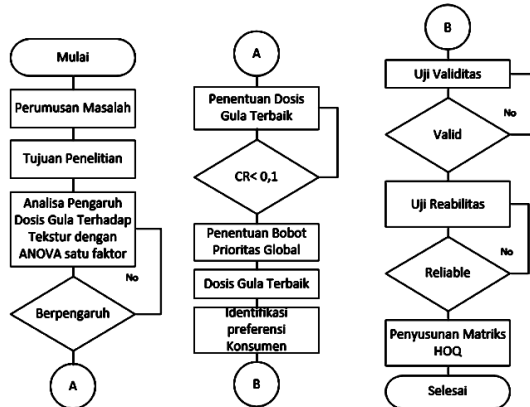 Mulai
Perumusan Masalah
Tujuan Penelitian
Analisa Pengaruh
Dosis Gula Terhadap
Tekstur dengan
ANOVA satu faktor
No
Berpengaruh
A
A
Penentuan Dosis
Gula Terbaik
CR< 0,1
Penentuan Bobot
Prioritas Global
Dosis Gula Terbaik
Identifikasi
preferensi
Konsumen
B
B
Uji Validitas
No
Valid
Uji Reabilitas
No
Reliable
Penyusunan Matriks
HOQ
Selesai